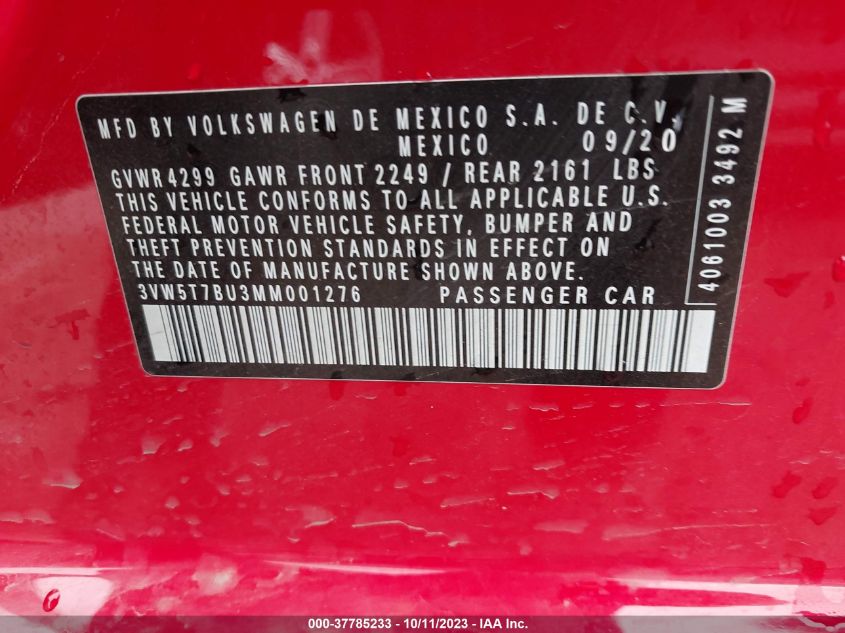 MFD BY VOLKSWAGEN DE MEXICO S.A. DE C.V.
MEXICO 09/20
GVWR 4299 GAWR FRONT 2249 / REAR 2161 LBS
THIS VEHICLE CONFORMS TO ALL APPLICABLE U.S.
FEDERAL MOTOR VEHICLE SAFETY, BUMPER AND
THEFT PREVENTION STANDARDS IN EFFECT ON
THE DATE OF MANUFACTURE SHOWN ABOVE.
3VW5T7BU3MM001276 PASSENGER CAR
4061003 3492 M
000-37785233 - 10/11/2023 - IAA Inc.